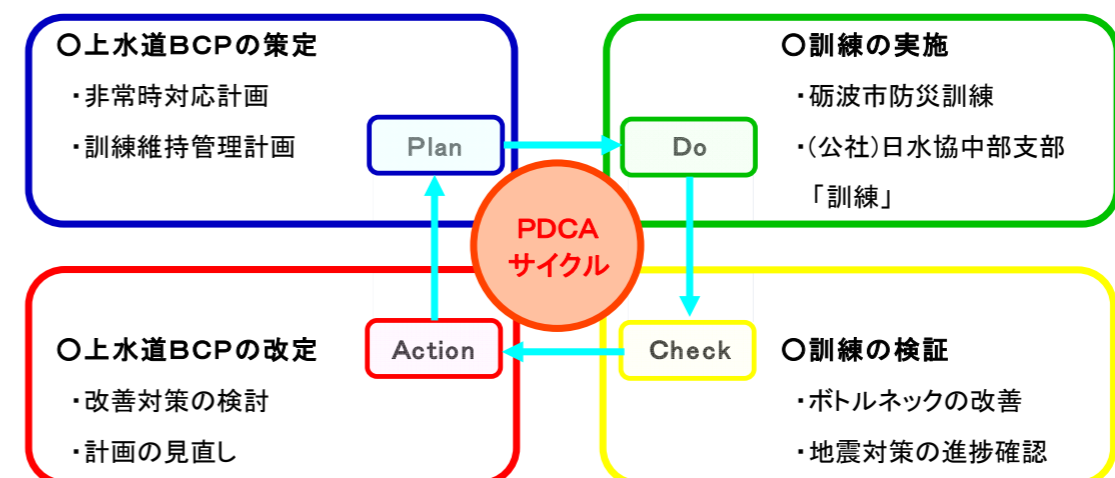 〇上水道BCPの策定
・非常時対応計画
・訓練維持管理計画
Plan
〇訓練の実施
・砺波市防災訓練
・(公社)日水協中部支部
「訓練」
Do
PDCA
サイクル
〇上水道BCPの改定
・改善対策の検討
・計画の見直し
Action
Check
〇訓練の検証
・ボトルネックの改善
・地震対策の進捗確認